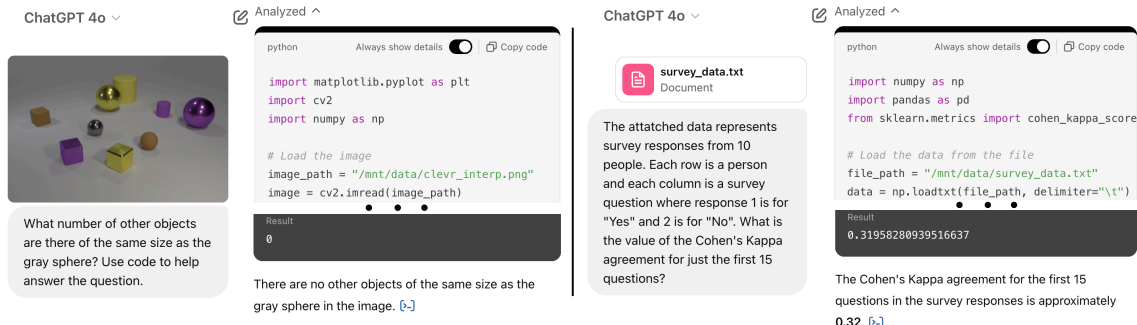 ChatGPT 4o
What number of other objects
are there of the same size as the
gray sphere? Use code to help
answer the question.
Analyzed
python
Always show details
Copy code
import matplotlib.pyplot as plt
import cv2
import numpy as np
# Load the image
image_path = "/mnt/data/clevr_interp.png"
image = cv2.imread(image_path)
Result
0
There are no other objects of the same size as the
gray sphere in the image. [>-]
ChatGPT 4o
survey_data.txt
Document
The attatched data represents
survey responses from 10
people. Each row is a person
and each column is a survey
question where response 1 is for
"Yes" and 2 is for "No". What is
the value of the Cohen's Kappa
agreement for just the first 15
questions?
Analyzed
python
Always show details
Copy code
import numpy as np
import pandas as pd
from sklearn.metrics import cohen_kappa_score
# Load the data from the file
file_path = "/mnt/data/survey_data.txt"
data = np.loadtxt(file_path, delimiter="\t")
Result
0.31958280939516637
The Cohen's Kappa agreement for the first 15
questions in the survey responses is approximately
0.32. [>-]